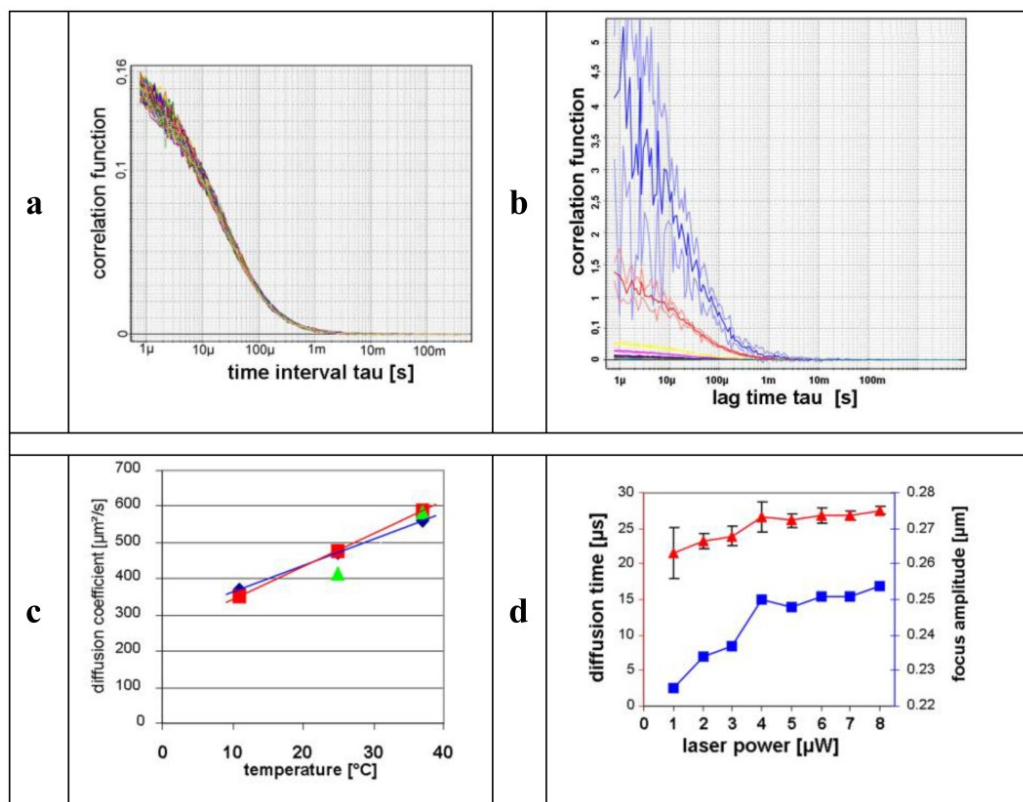 a
correlation function
0,16
0,1
0
1µ 10µ 100µ 1m 10m 100m
time interval tau [s]
b
correlation function
5
4,5
4
3,5
3
2,5
2
1,5
1
0,1
0
1µ 10µ 100µ 1m 10m 100m
lag time tau [s]
c
diffusion coefficient [µm²/s]
700
600
500
400
300
200
100
0
0 10 20 30 40
temperature [°C]
d
diffusion time [µs]
30
25
20
15
10
5
0
0.28
0.27
0.26
0.25
0.24
0.23
0.22
focus amplitude [µm]
0 1 2 3 4 5 6 7 8
laser power [µW]